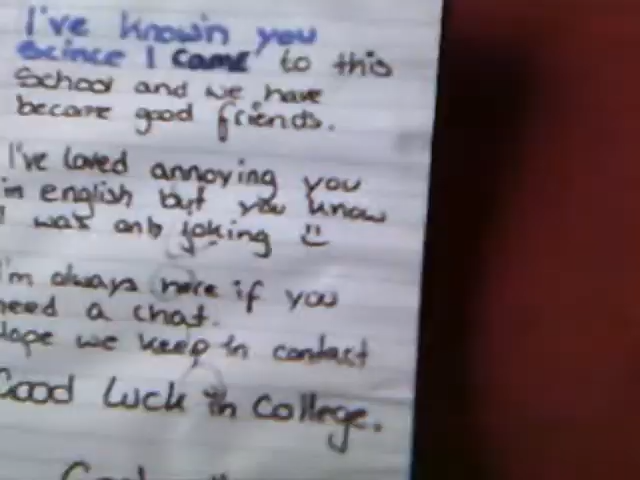 I've known you
scince I came to this
School and we have
become good friends.
I've loved annoying you
in english but you know
I was only joking
I'm always here if you
need a chat.
Hope we keep in contact
Good Luck in College.